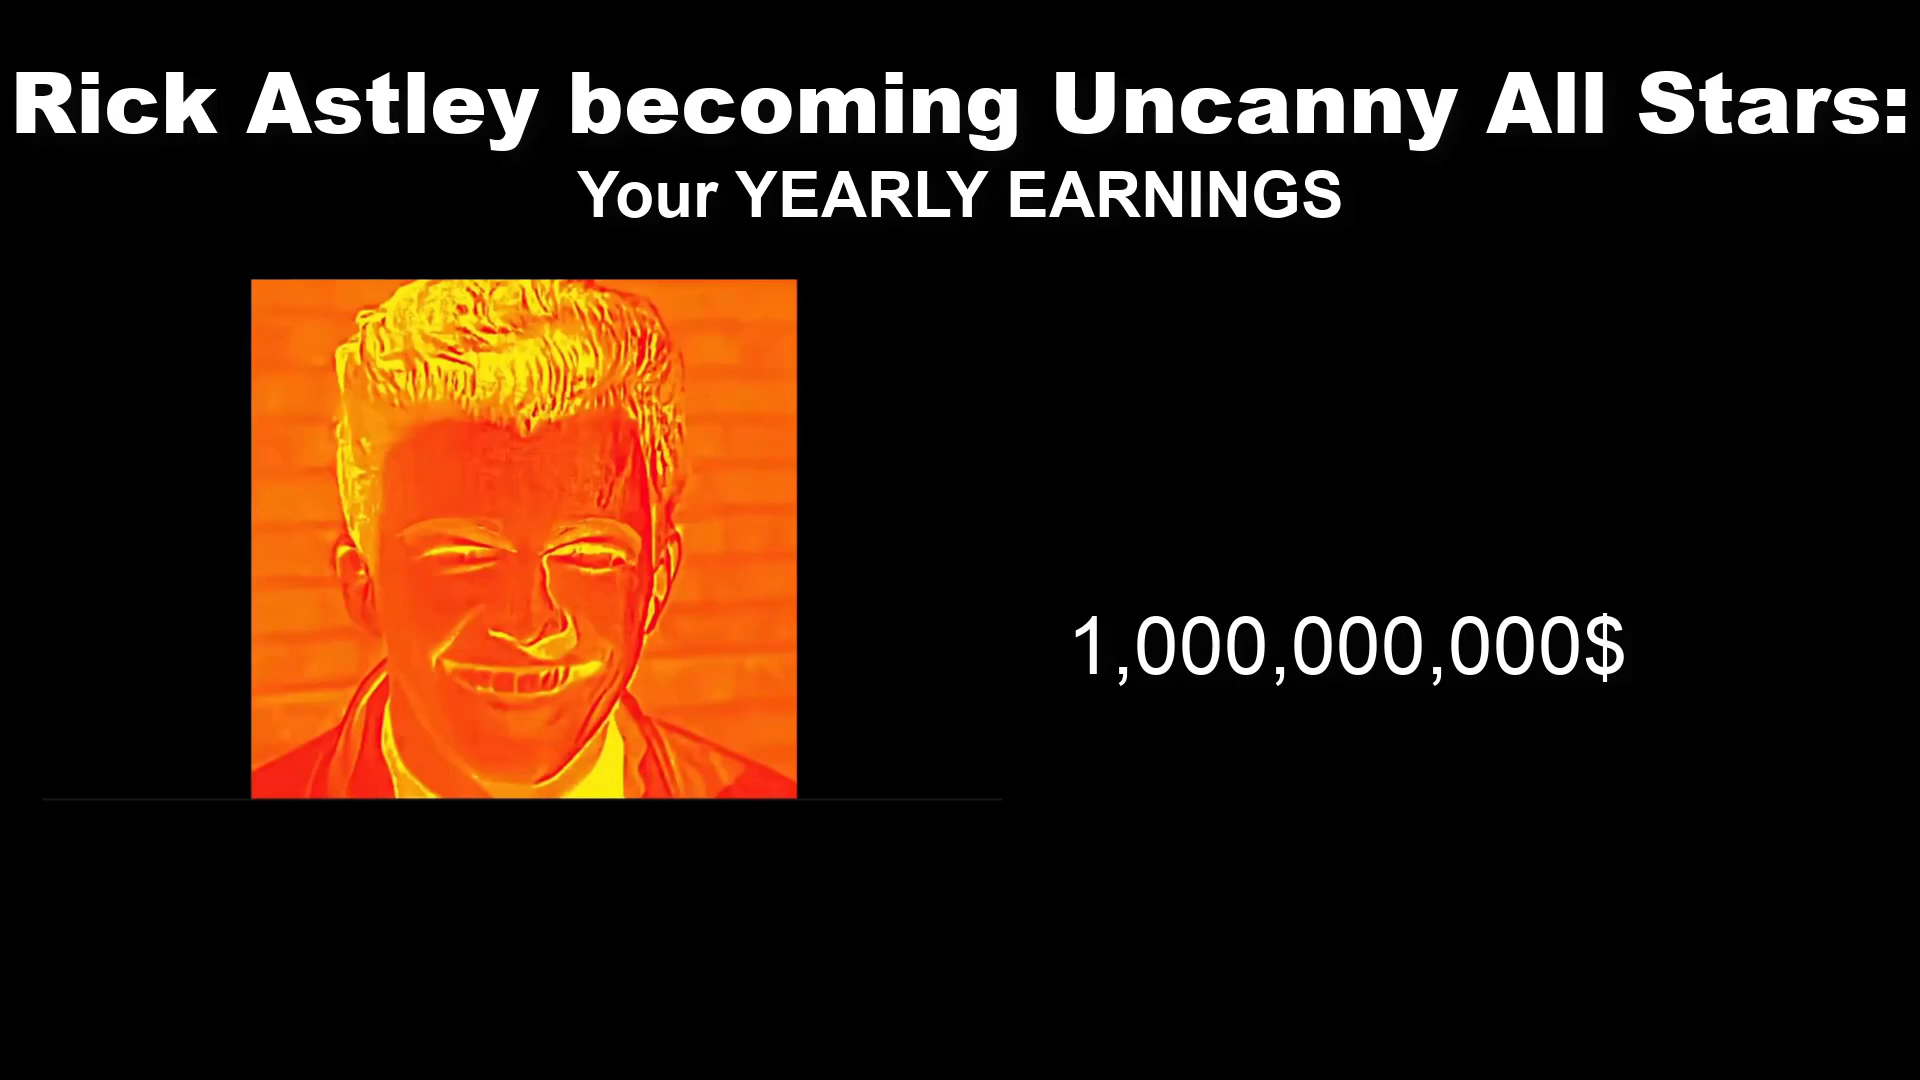 Rick Astley becoming Uncanny All Stars:
Your YEARLY EARNINGS
1,000,000,000$